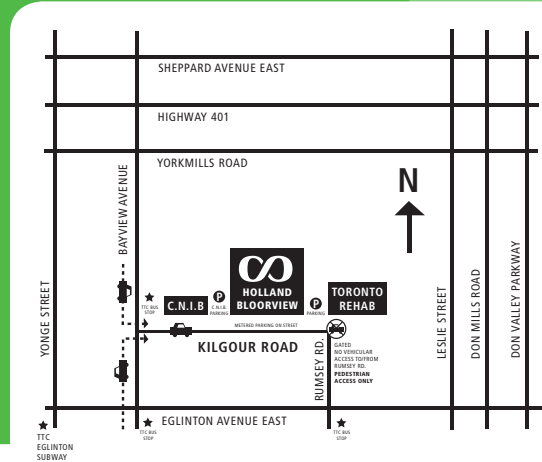 SHEPPARD AVENUE EAST
HIGHWAY 401
YORKMILLS ROAD
N
BAYVIEW AVENUE
YONGE STREET
LESLIE STREET
DON MILLS ROAD
DON VALLEY PARKWAY
TTC BUS
STOP
C.N.I.B
P
C.N.I.B.
PARKING
HOLLAND
BLOORVIEW
P
PARKING
TORONTO
REHAB
METERED PARKING ON STREET
KILGOUR ROAD
RUMSEY RD.
GATED
NO VEHICULAR
ACCESS TO/FROM
RUMSEY RD.
PEDESTRIAN
ACCESS ONLY
EGLINTON AVENUE EAST
TTC
EGLINTON
SUBWAY
TTC BUS
STOP
TTC BUS
STOP